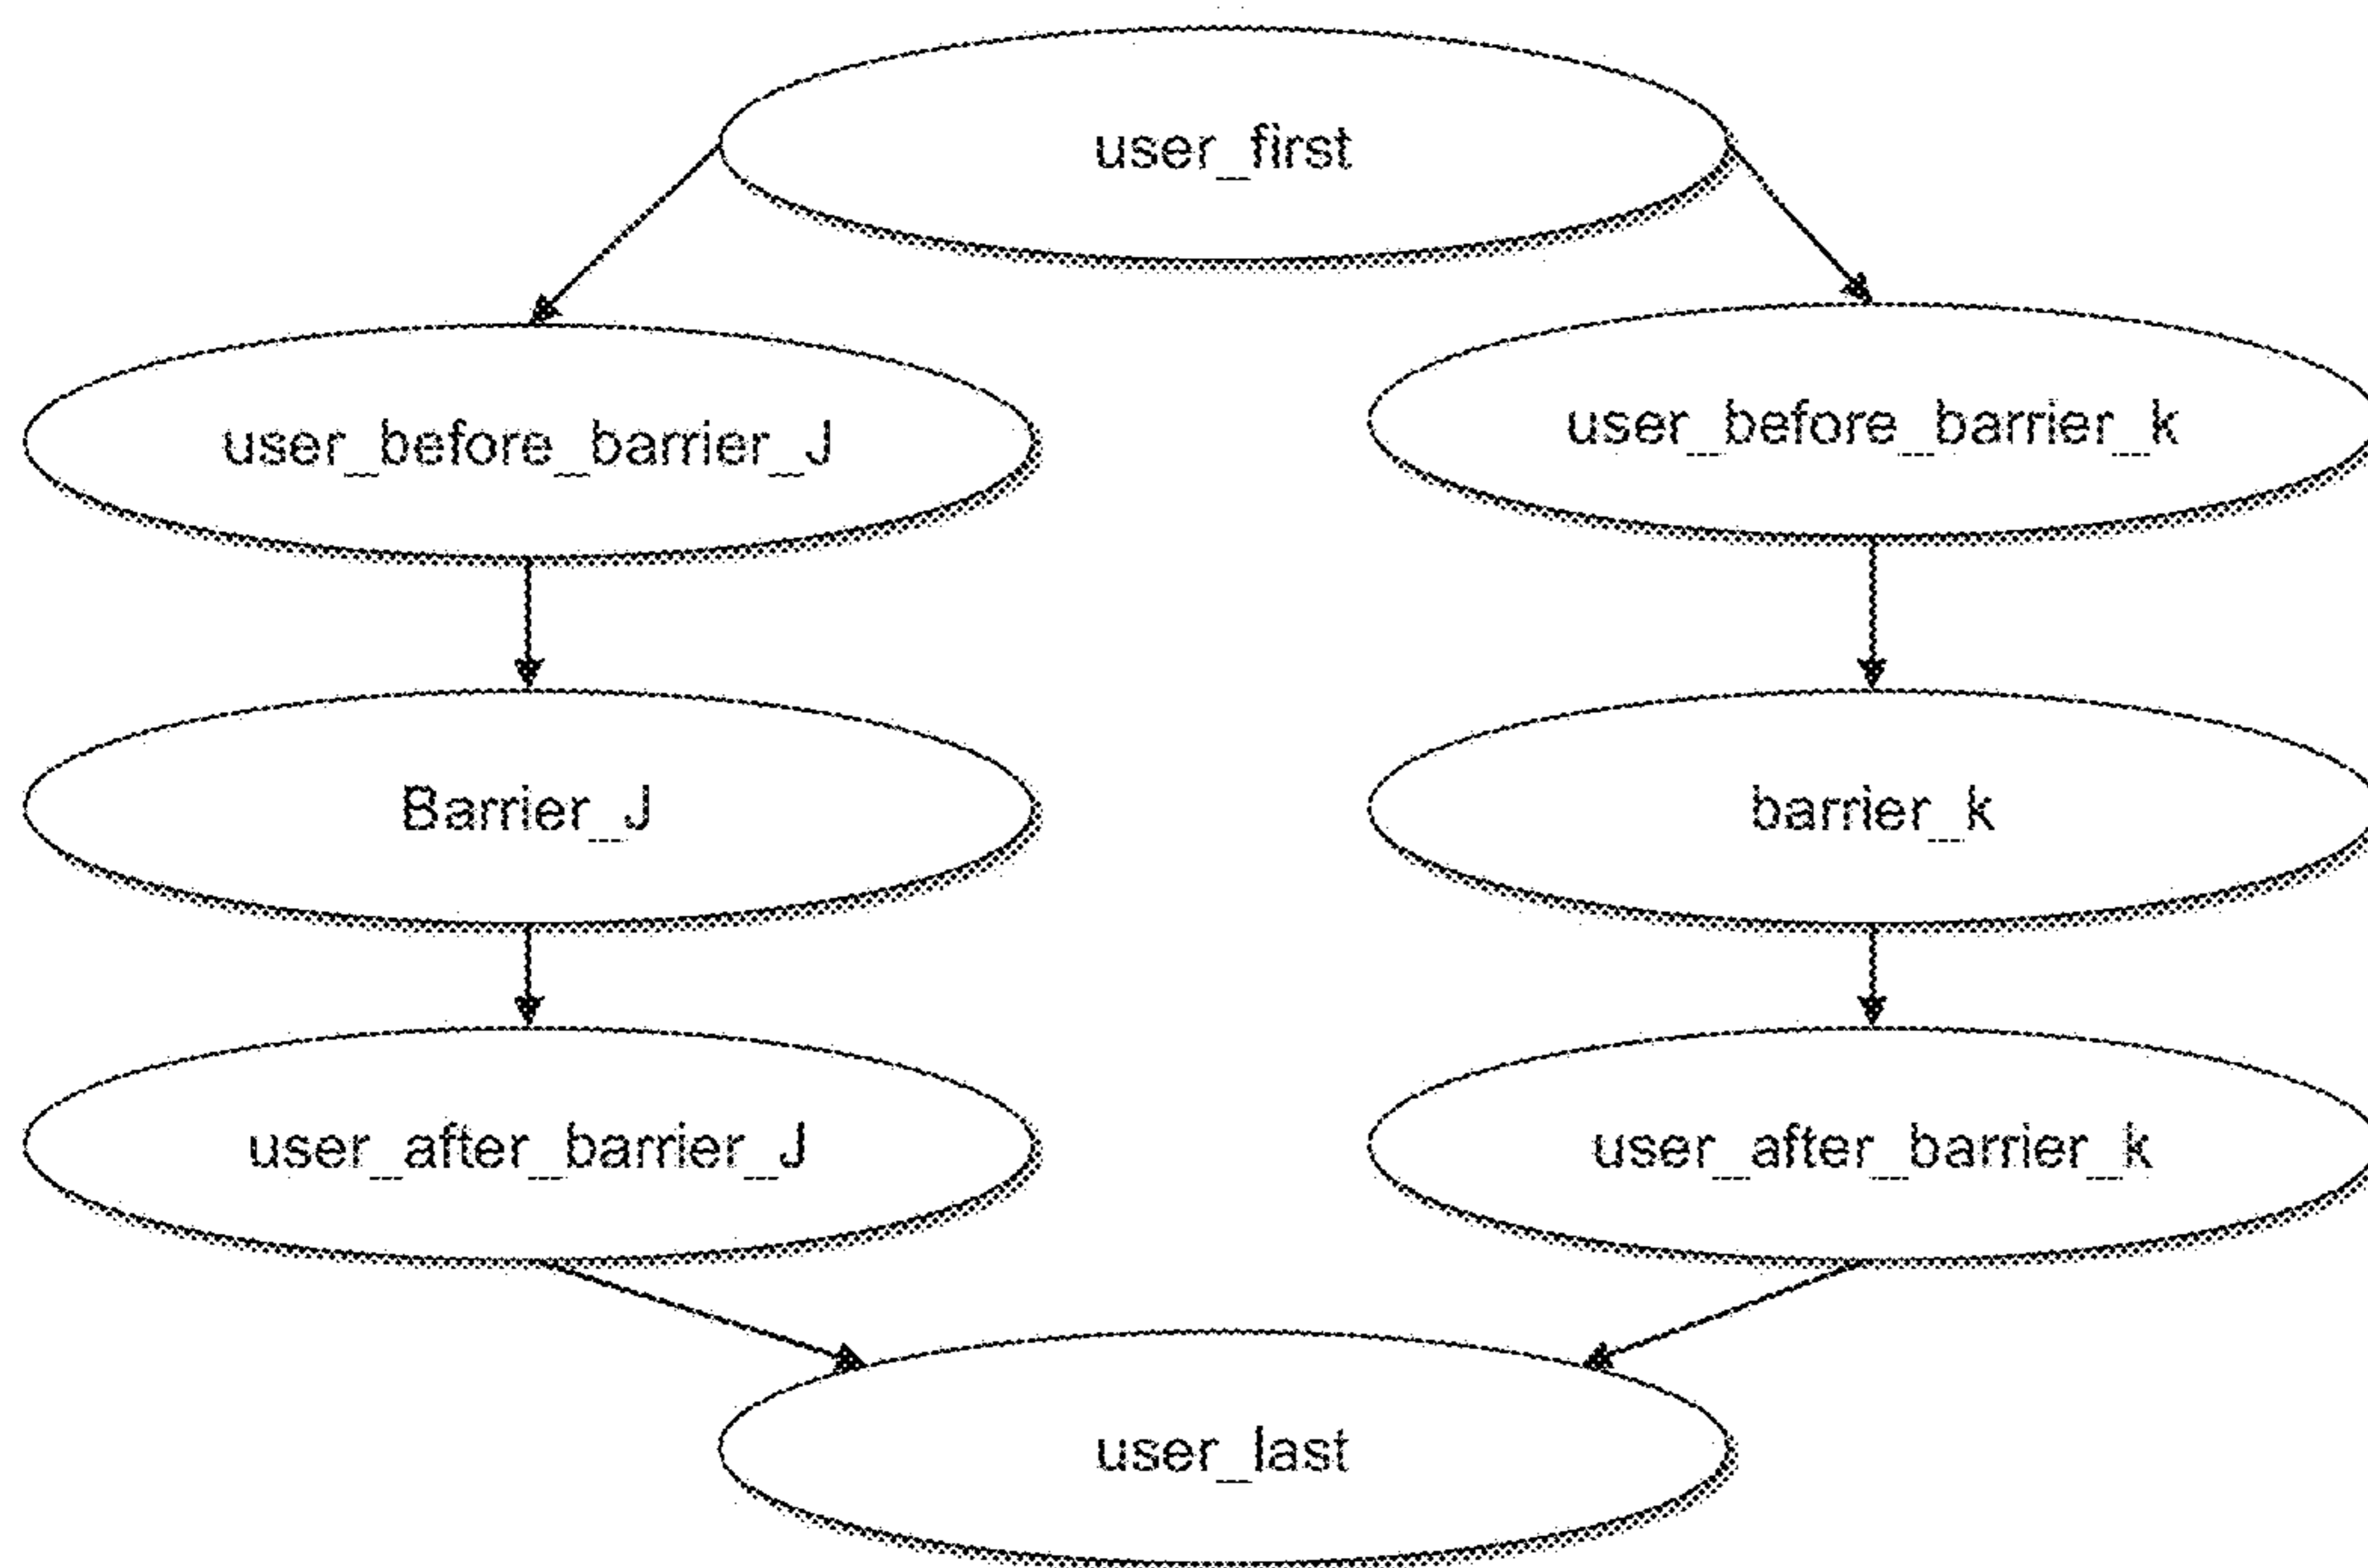 user_first
user_before_barrier_J
user_before_barrier_k
Barrier_J
barrier_k
user_after_barrier_J
user_after_barrier_k
user_last